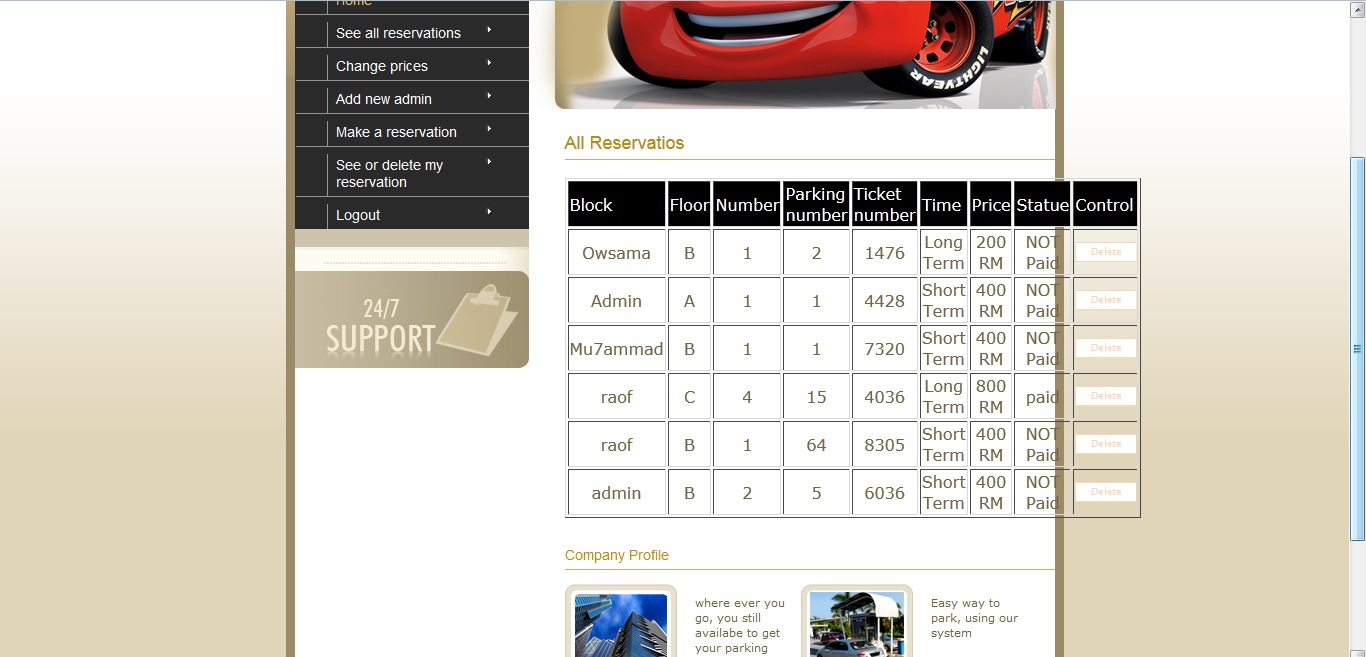 Home
See all reservations
Change prices
Add new admin
Make a reservation
See or delete my
reservation
Logout
24/7
SUPPORT
LIGHTYEAR
All Reservatios
Block Floor Number Parking number Ticket number Time Price Statue Control
Owsama B 1 2 1476 Long Term 200 RM NOT Paid Delete
Admin A 1 1 4428 Short Term 400 RM NOT Paid Delete
Mu7ammad B 1 1 7320 Short Term 400 RM NOT Paid Delete
raof C 4 15 4036 Long Term 800 RM paid Delete
raof B 1 64 8305 Short Term 400 RM NOT Paid Delete
admin B 2 5 6036 Short Term 400 RM NOT Paid Delete
Company Profile
where ever you
go, you still
availabe to get
your parking
Easy way to
park, using our
system